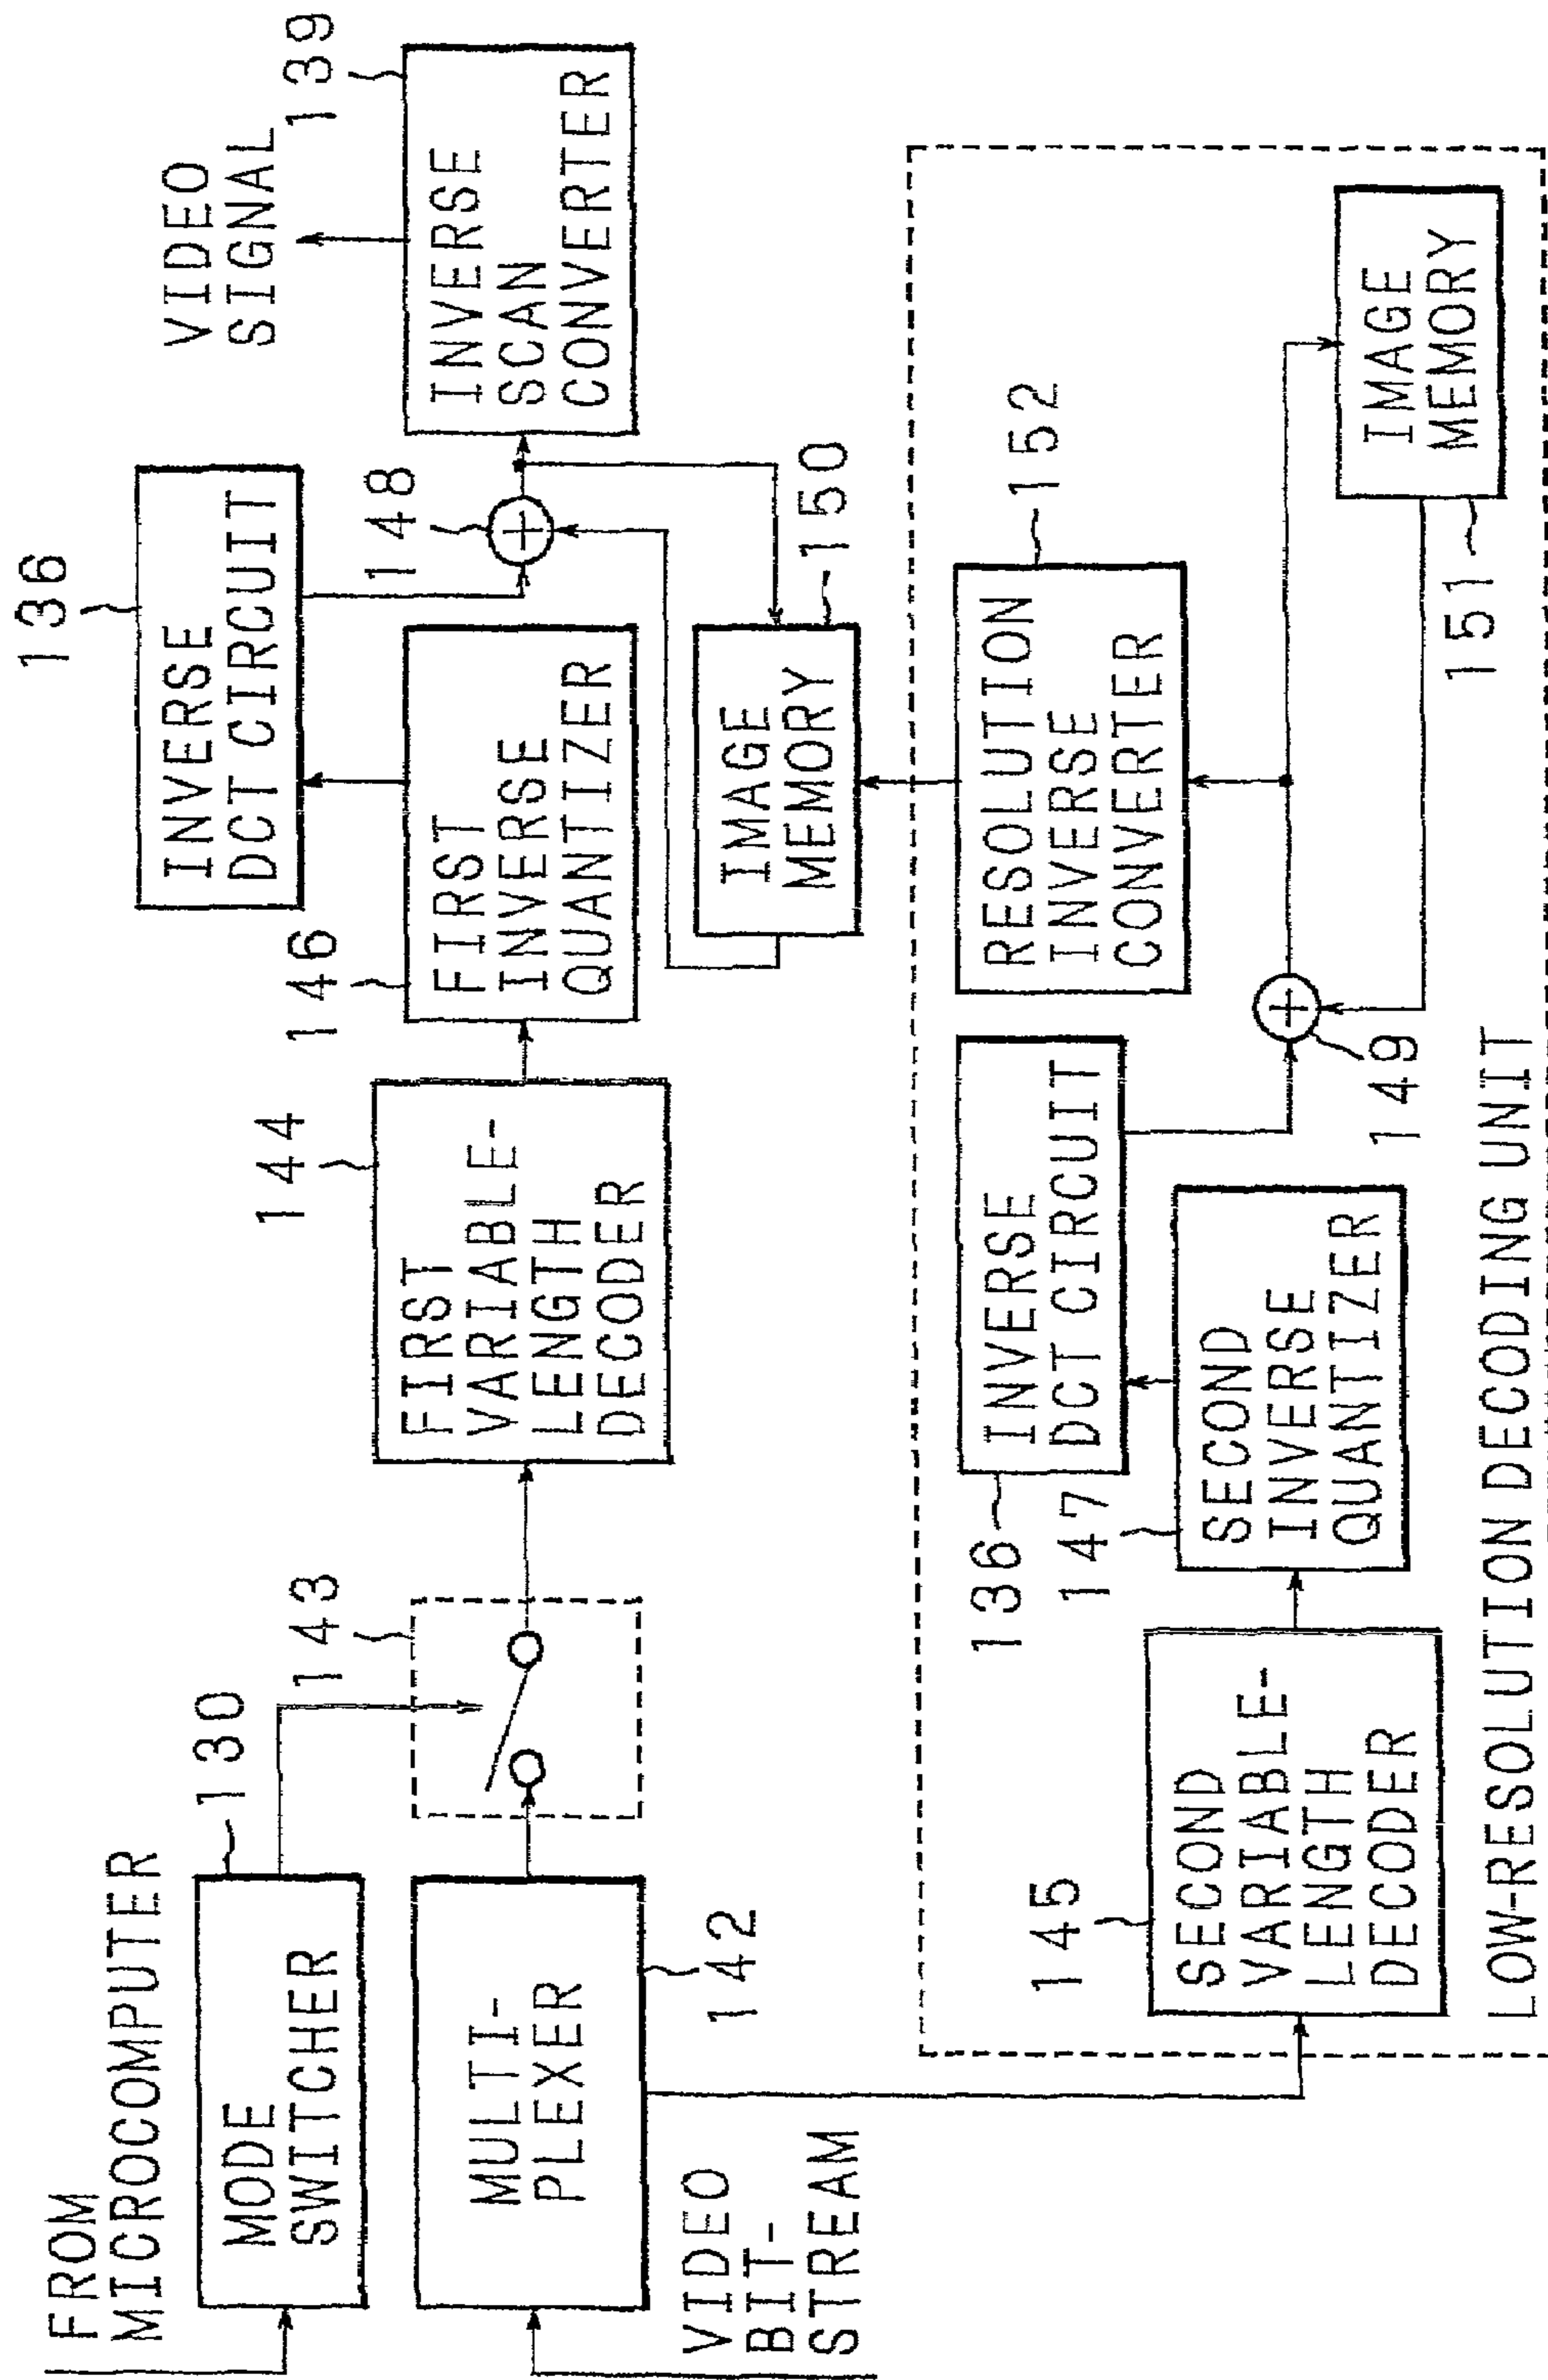 FROM
MICROCOMPUTER
MODE
SWITCHER
130
143
MULTI-
PLEXER
142
VIDEO
BIT-
STREAM
FIRST
VARIABLE-
LENGTH
DECODER
144
FIRST
INVERSE
QUANTIZER
146
INVERSE
DCT CIRCUIT
136
148
VIDEO
SIGNAL
INVERSE
SCAN
CONVERTER
139
IMAGE
MEMORY
150
SECOND
VARIABLE-
LENGTH
DECODER
145
SECOND
INVERSE
QUANTIZER
147
INVERSE
DCT CIRCUIT
136
149
RESOLUTION
INVERSE
CONVERTER
152
IMAGE
MEMORY
151
LOW-RESOLUTION DECODING UNIT